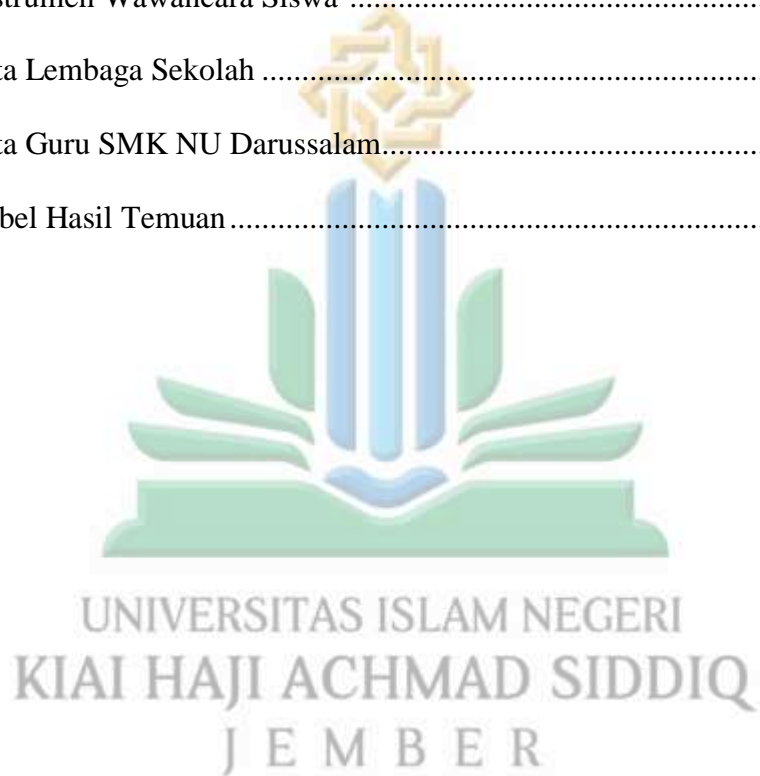 strumen Wawancara Siswa ........................................................
ta Lembaga Sekolah ..................................................................
ta Guru SMK NU Darussalam....................................................
bel Hasil Temuan ......................................................................
UNIVERSITAS ISLAM NEGERI
KIAI HAJI ACHMAD SIDDIQ
J E M B E R